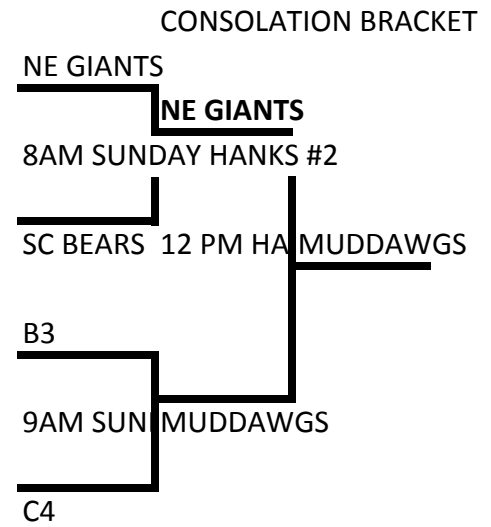 CONSOLATION BRACKET
NE GIANTS
NE GIANTS
8AM SUNDAY HANKS #2
SC BEARS 12 PM HA MUDDAWGS
B3
9AM SUN MUDDAWGS
C4